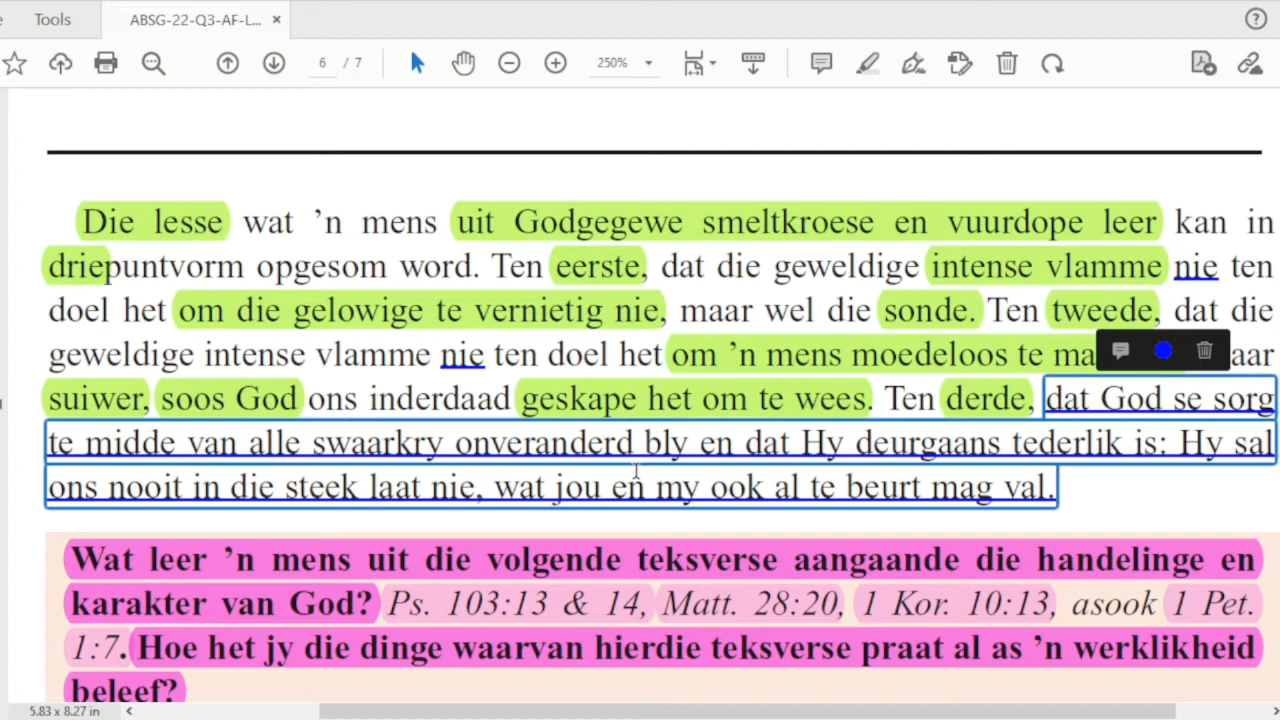 Tools
ABSG-22-Q3-AF-L...
6 / 7
250%
Die lesse wat ’n mens uit Godgegewe smeltkroese en vuurdope leer kan in
driepuntvorm opgesom word. Ten eerste, dat die geweldige intense vlamme nie ten
doel het om die gelowige te vernietig nie, maar wel die sonde. Ten tweede, dat die
geweldige intense vlamme nie ten doel het om ’n mens moedeloos te
suiwer, soos God ons inderdaad geskape het om te wees. Ten derde, dat God se sorg
te midde van alle swaarkry onveranderd bly en dat Hy deurgaans tederlik is: Hy sal
ons nooit in die steek laat nie, wat jou en my ook al te beurt mag val.
Wat leer ’n mens uit die volgende teksverse aangaande die handelinge en
karakter van God? Ps. 103:13 & 14, Matt. 28:20, 1 Kor. 10:13, asook 1 Pet.
1:7. Hoe het jy die dinge waarvan hierdie teksverse praat al as ’n werklikheid
beleef?
5.83 x 8.27 in